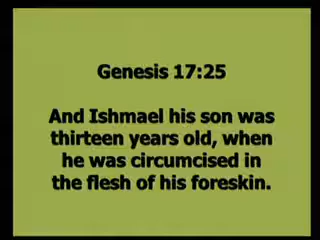 Genesis 17:25
And Ishmael his son was
thirteen years old, when
he was circumcised in
the flesh of his foreskin.